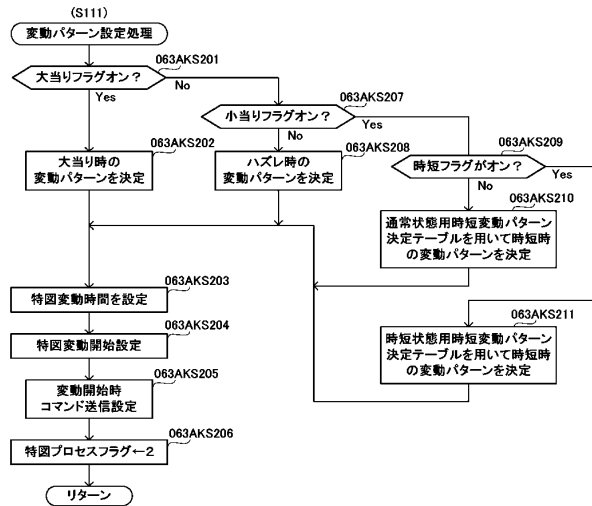 (S111)
変動パターン設定処理
063AKS201
大当りフラグオン？
Yes
No
063AKS207
小当りフラグオン？
No
Yes
063AKS202
大当り時の
変動パターンを決定
063AKS208
ハズレ時の
変動パターンを決定
063AKS209
時短フラグがオン？
No
Yes
063AKS210
通常状態用時短変動パターン
決定テーブルを用いて時短時
の変動パターンを決定
063AKS203
特図変動時間を設定
063AKS204
特図変動開始設定
063AKS211
時短状態用時短変動パターン
決定テーブルを用いて時短時
の変動パターンを決定
063AKS205
変動開始時
コマンド送信設定
063AKS206
特図プロセスフラグ←2
リターン